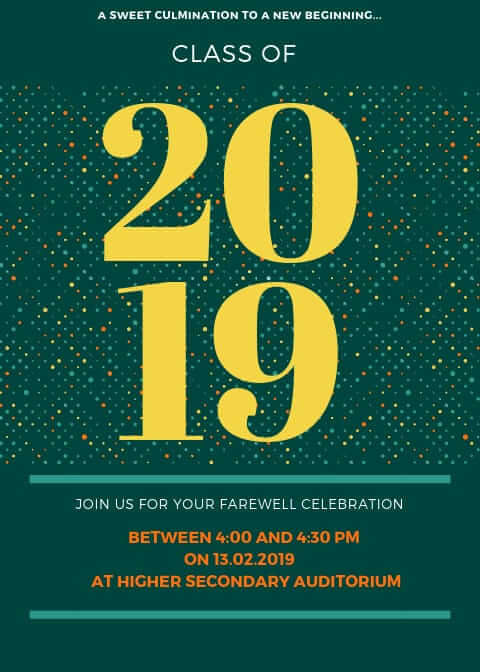 A SWEET CULMINATION TO A NEW BEGINNING...
CLASS OF
20
19
JOIN US FOR YOUR FAREWELL CELEBRATION
BETWEEN 4:00 AND 4:30 PM
ON 13.02.2019
AT HIGHER SECONDARY AUDITORIUM